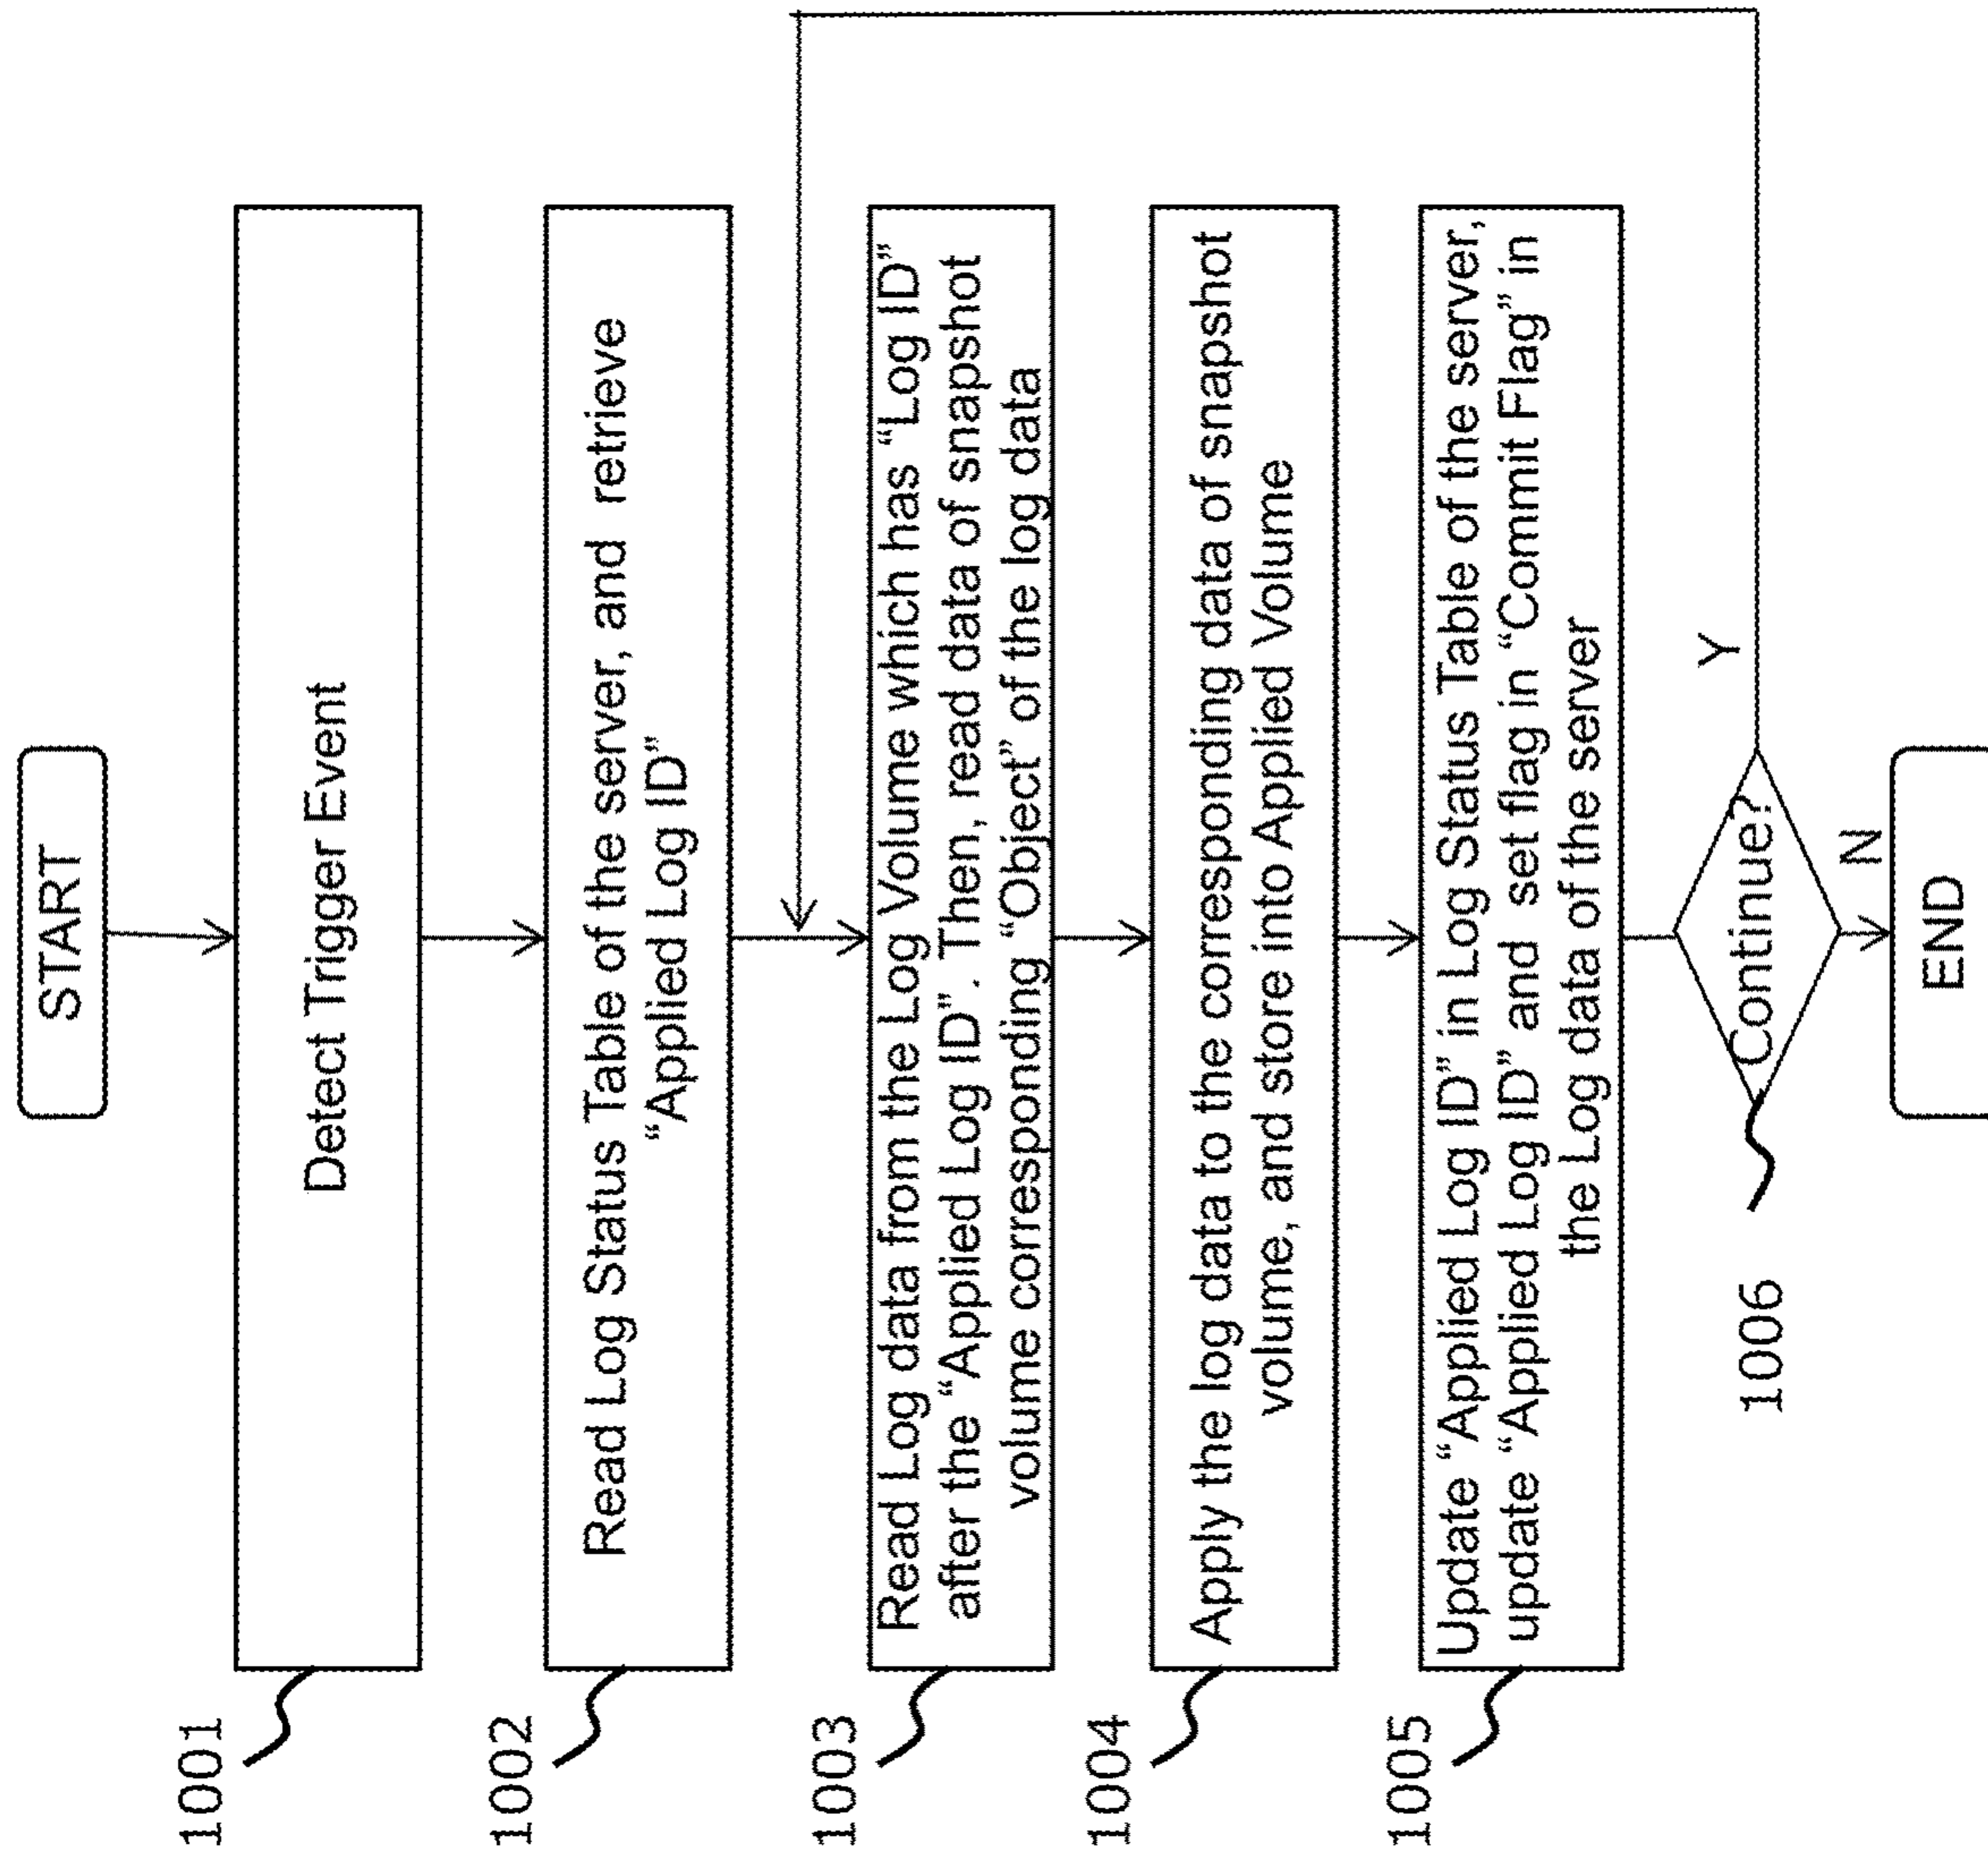 START
1001
Detect Trigger Event
1002
Read Log Status Table of the server, and retrieve
“Applied Log ID”
1003
Read Log data from the Log Volume which has “Log ID”
after the “Applied Log ID”. Then, read data of snapshot
volume corresponding “Object” of the log data
1004
Apply the log data to the corresponding data of snapshot
volume, and store into Applied Volume
1005
Update “Applied Log ID” in Log Status Table of the server,
update “Applied Log ID” and set flag in “Commit Flag” in
the Log data of the server
1006
Continue?
Y
N
END